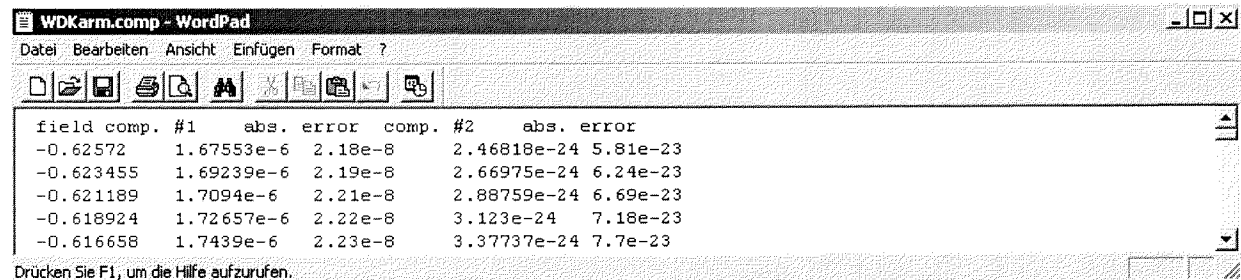 WDKarm.comp - WordPad
Datei Bearbeiten Ansicht Einfügen Format ?
field comp. #1 abs. error comp. #2 abs. error
-0.62572 1.67553e-6 2.18e-8 2.46818e-24 5.81e-23
-0.623455 1.69239e-6 2.19e-8 2.66975e-24 6.24e-23
-0.621189 1.7094e-6 2.21e-8 2.88759e-24 6.69e-23
-0.618924 1.72657e-6 2.22e-8 3.123e-24 7.18e-23
-0.616658 1.7439e-6 2.23e-8 3.37737e-24 7.7e-23
Drücken Sie F1, um die Hilfe aufzurufen.